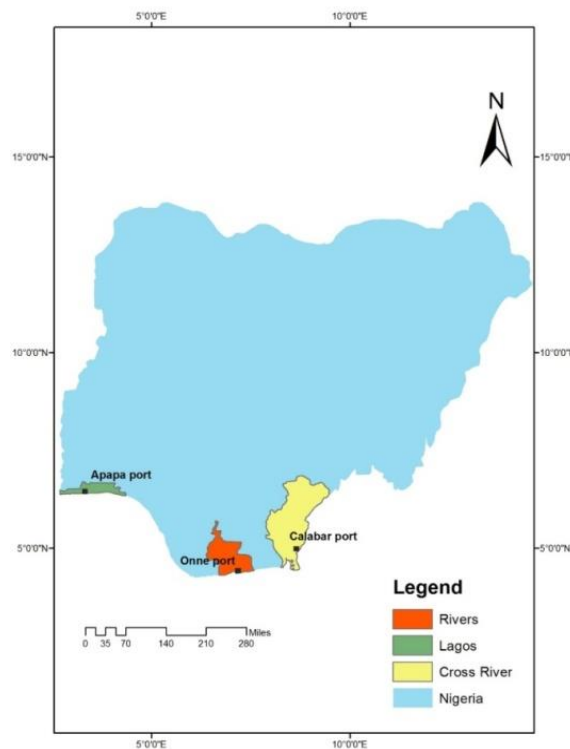 5°0'0"E 10°0'0"E
N
15°0'0"N 15°0'0"N
10°0'0"N 10°0'0"N
Apapa port
Calabar port
5°0'0"N 5°0'0"N
Onne port
Legend
Rivers
Lagos
Cross River
Nigeria
Miles
0 35 70 140 210 280
5°0'0"E 10°0'0"E